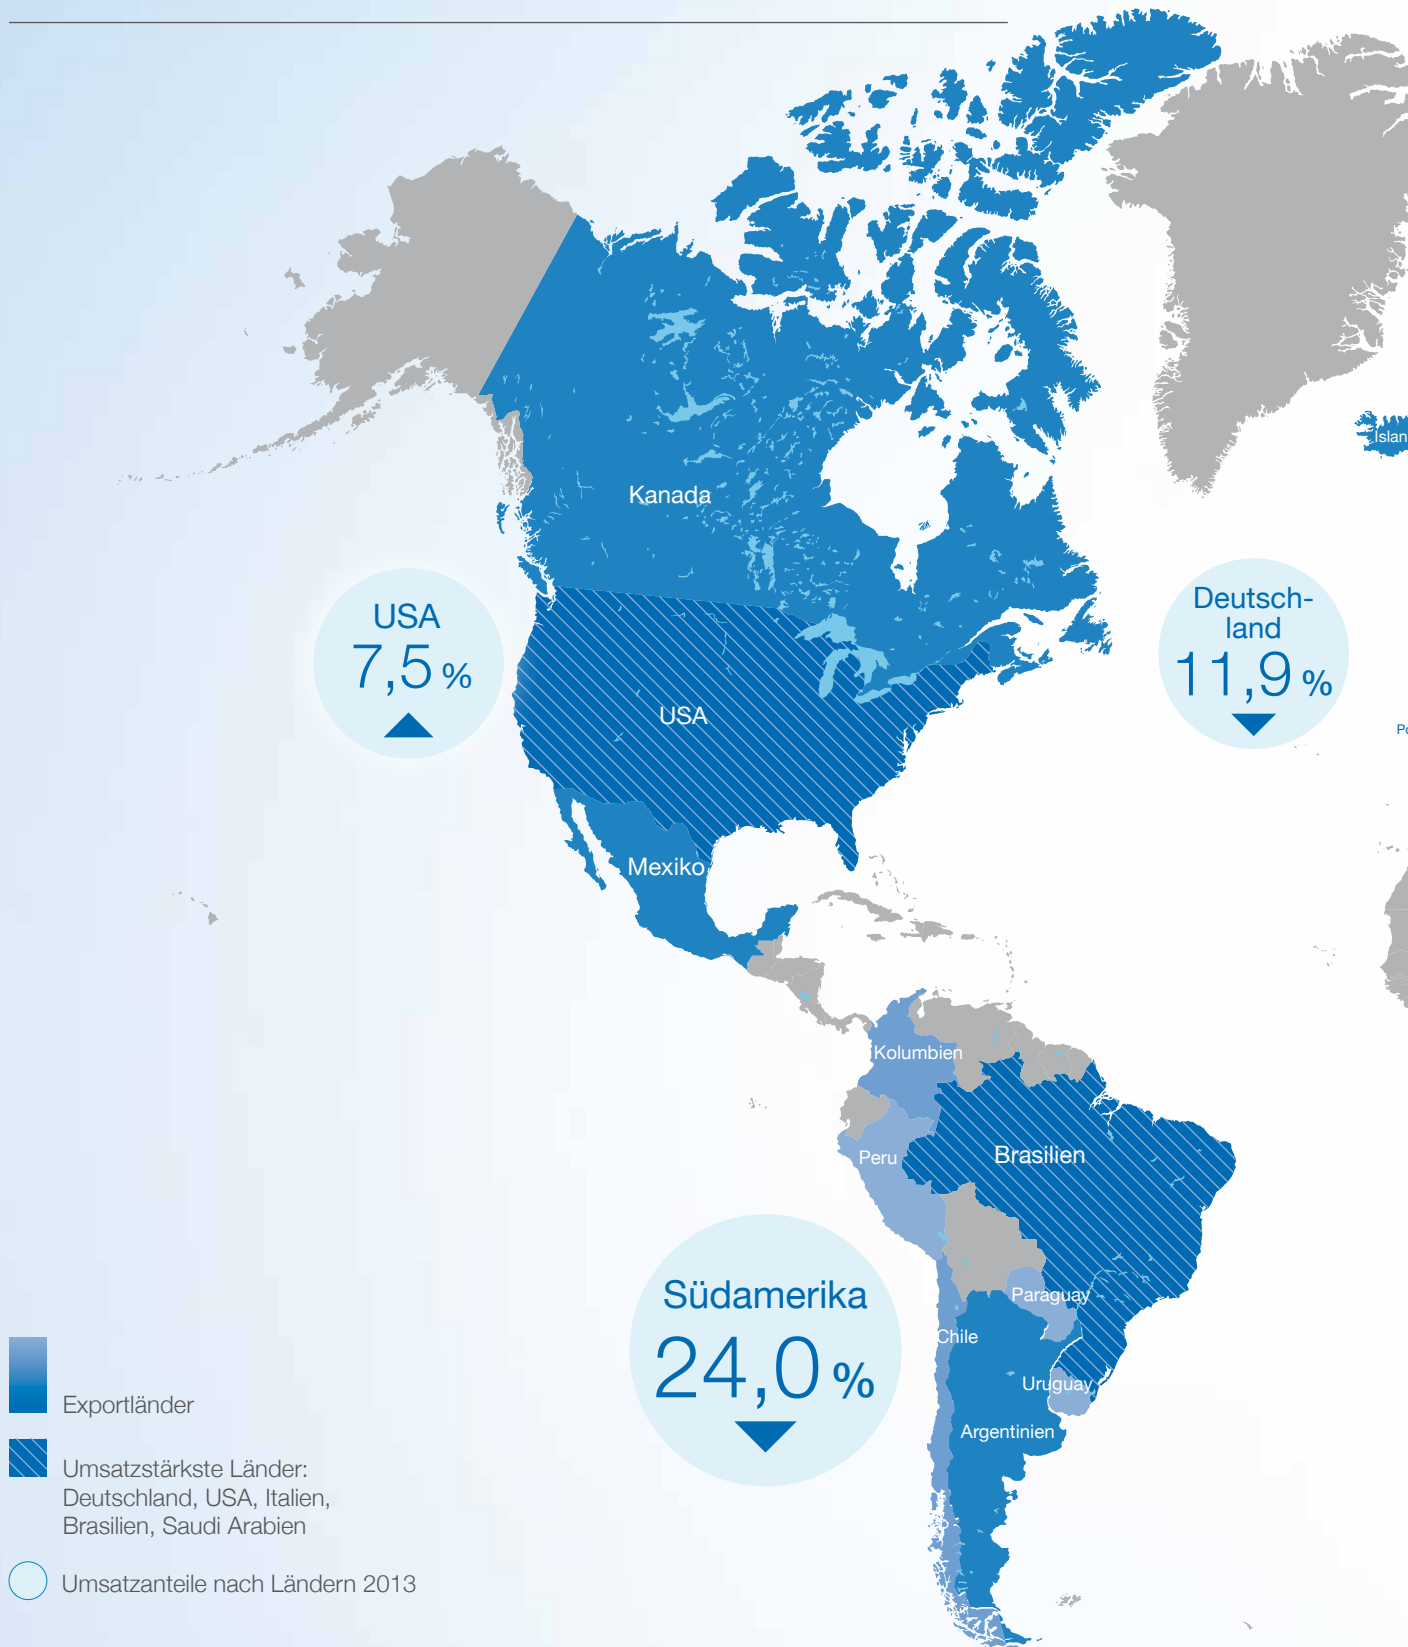 Kanada
Islan
USA
7,5 %
Deutsch-
land
11,9 %
USA
Po
Mexiko
Kolumbien
Peru
Brasilien
Südamerika
24,0 %
Paraguay
Chile
Uruguay
Argentinien
Exportländer
Umsatzstärkste Länder:
Deutschland, USA, Italien,
Brasilien, Saudi Arabien
Umsatzanteile nach Ländern 2013